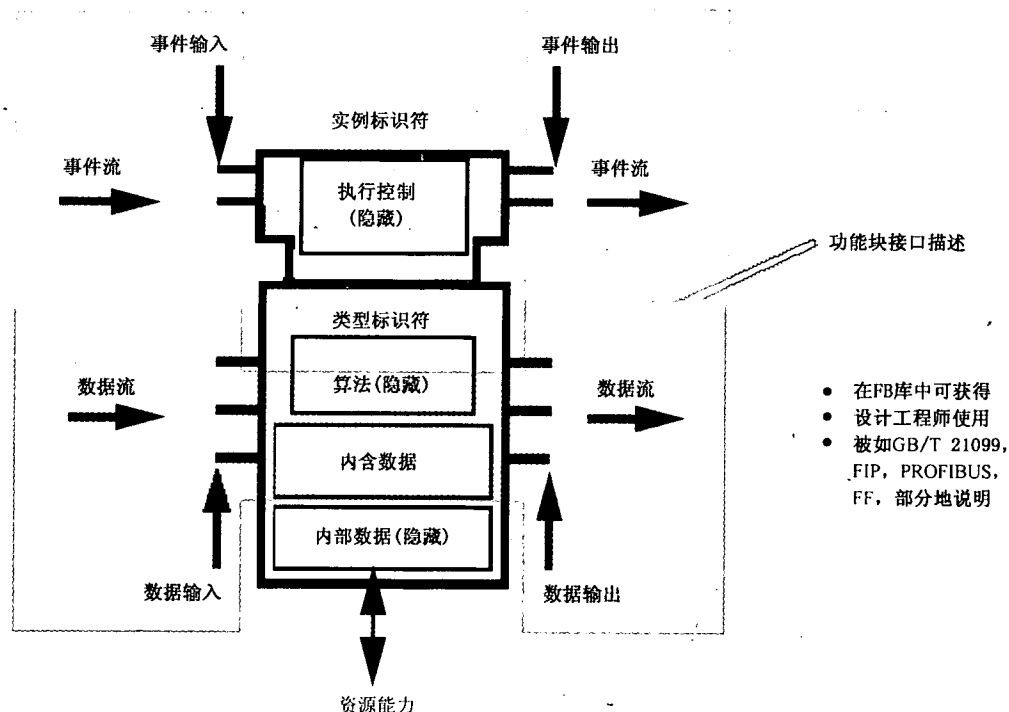 事件输入
事件输出
实例标识符
事件流
执行控制
(隐藏)
事件流
功能块接口描述
类型标识符
数据流
算法(隐藏)
数据流
内含数据
内部数据(隐藏)
数据输入
数据输出
资源能力
● 在FB库中可获得
● 设计工程师使用
● 被如GB/T 21099,
FIP, PROFIBUS,
FF, 部分地说明